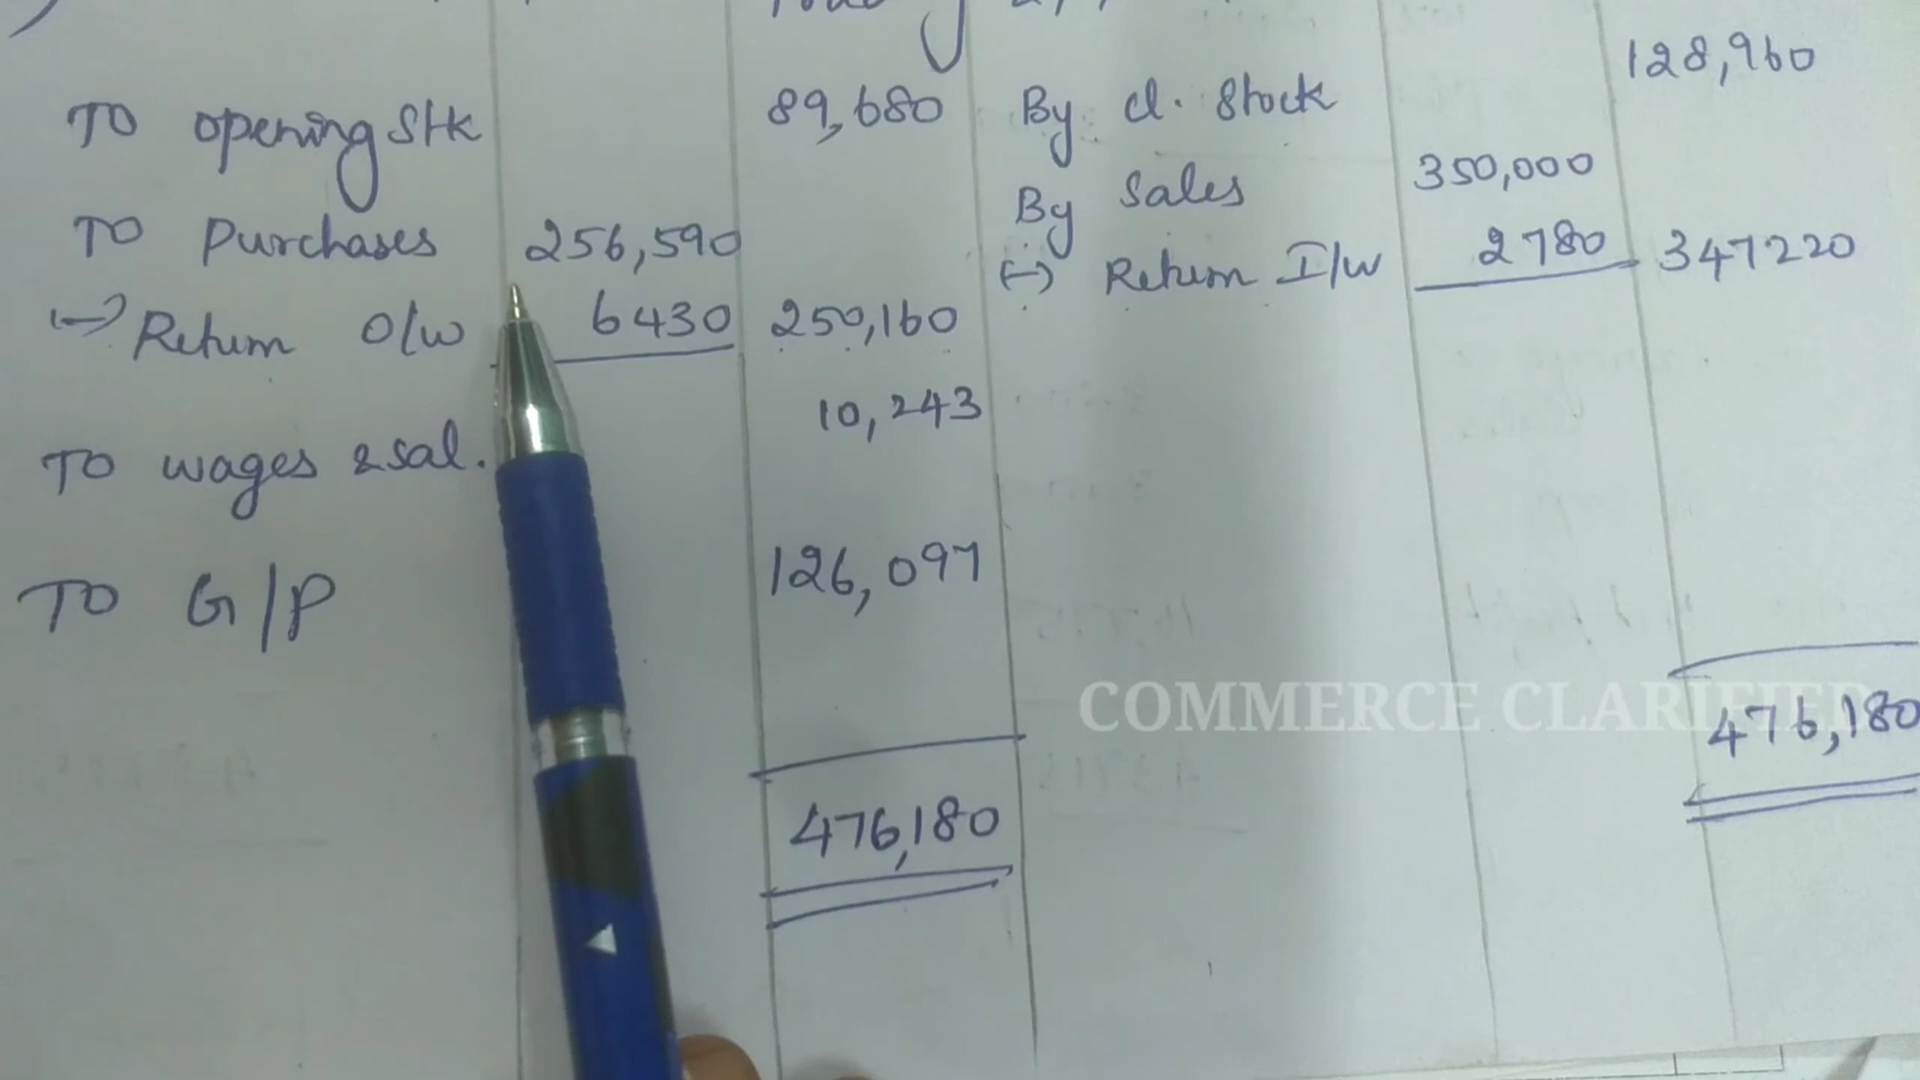 To opening Stk 89,680 By cl. Stock 128,960
To Purchases 256,590 By Sales 350,000
(-) Return O/W 6430 250,160 (-) Return I/W 2780 347220
To wages & sal. 10,243
To G/P 126,097
COMMERCE CLARIFIED
476,180 476,180